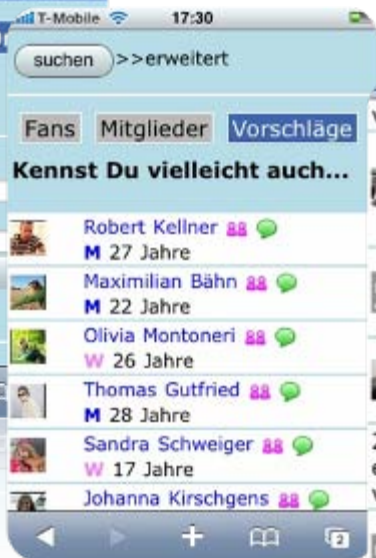 T-Mobile 17:30
suchen >>erweitert
Fans Mitglieder Vorschläge
Kennst Du vielleicht auch...
Robert Kellner
M 27 Jahre
Maximilian Bähn
M 22 Jahre
Olivia Montoneri
W 26 Jahre
Thomas Gutfried
M 28 Jahre
Sandra Schweiger
W 17 Jahre
Johanna Kirschgens
2